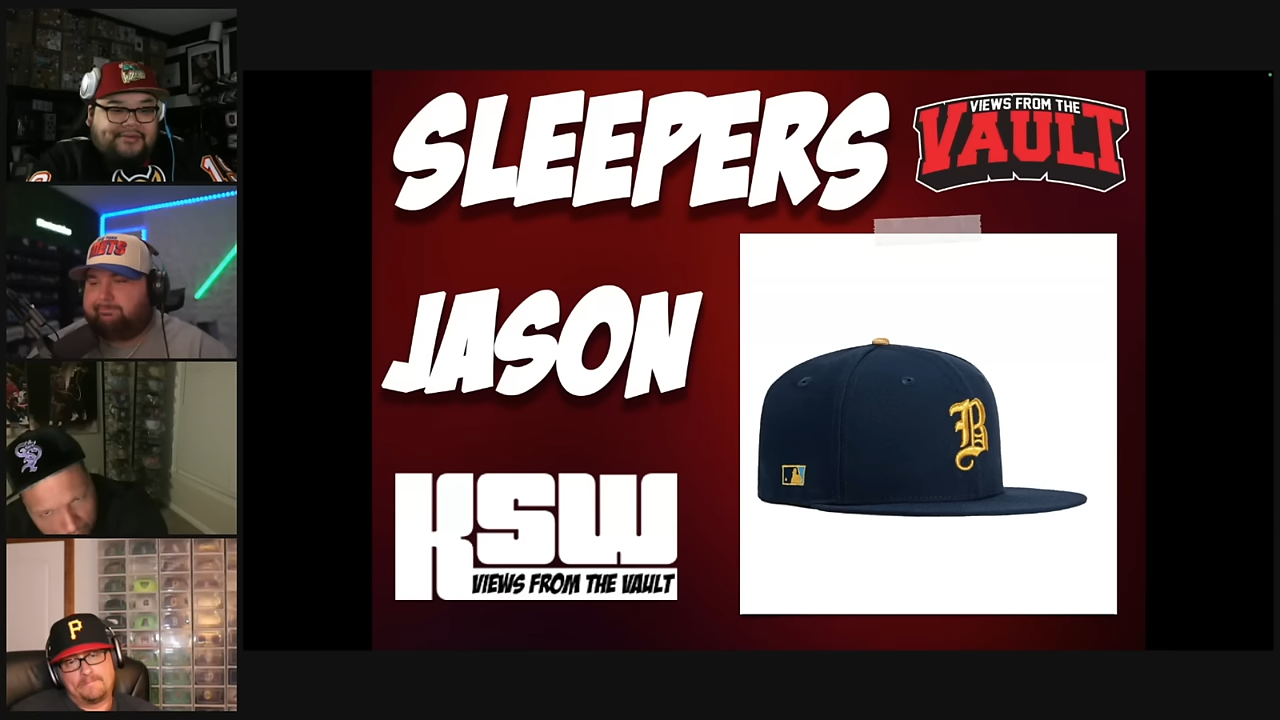 SLEEPERS
VIEWS FROM THE
VAULT
JASON
B
KSW
VIEWS FROM THE VAULT
P